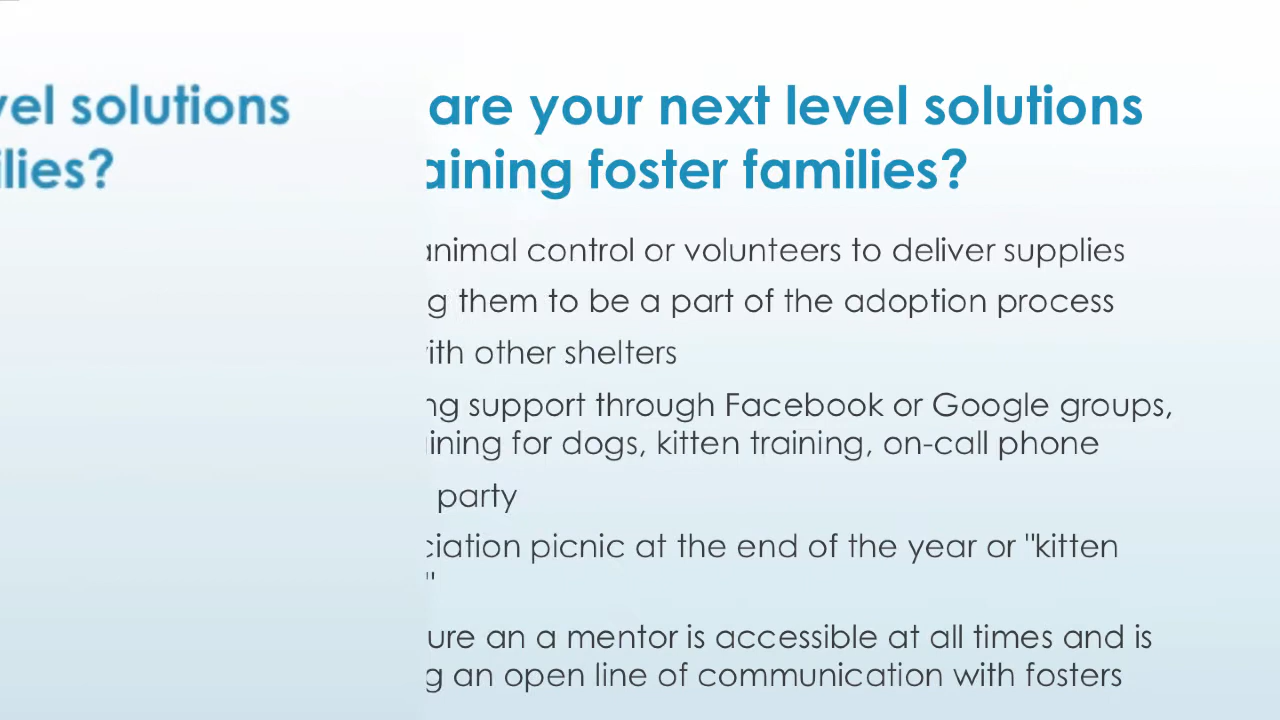 vel solutions
ilies?
are your next level solutions
aining foster families?
animal control or volunteers to deliver supplies
g them to be a part of the adoption process
ith other shelters
ng support through Facebook or Google groups,
ining for dogs, kitten training, on-call phone
party
ciation picnic at the end of the year or "kitten
"
ure an a mentor is accessible at all times and is
g an open line of communication with fosters